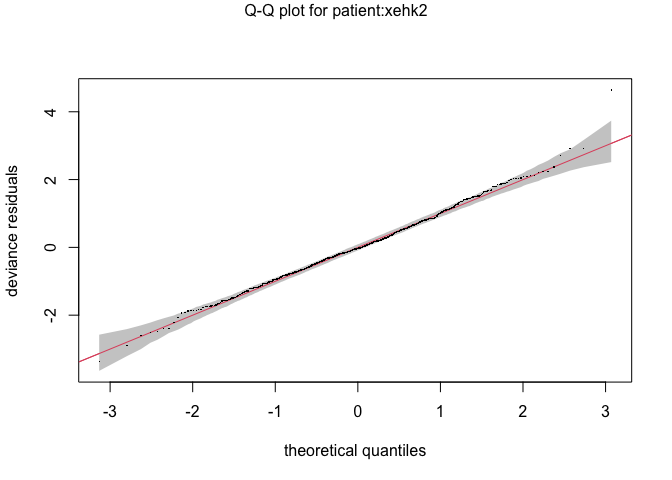 Q-Q plot for patient:xehk2
4
2
0
-2
deviance residuals
-3 -2 -1 0 1 2 3
theoretical quantiles